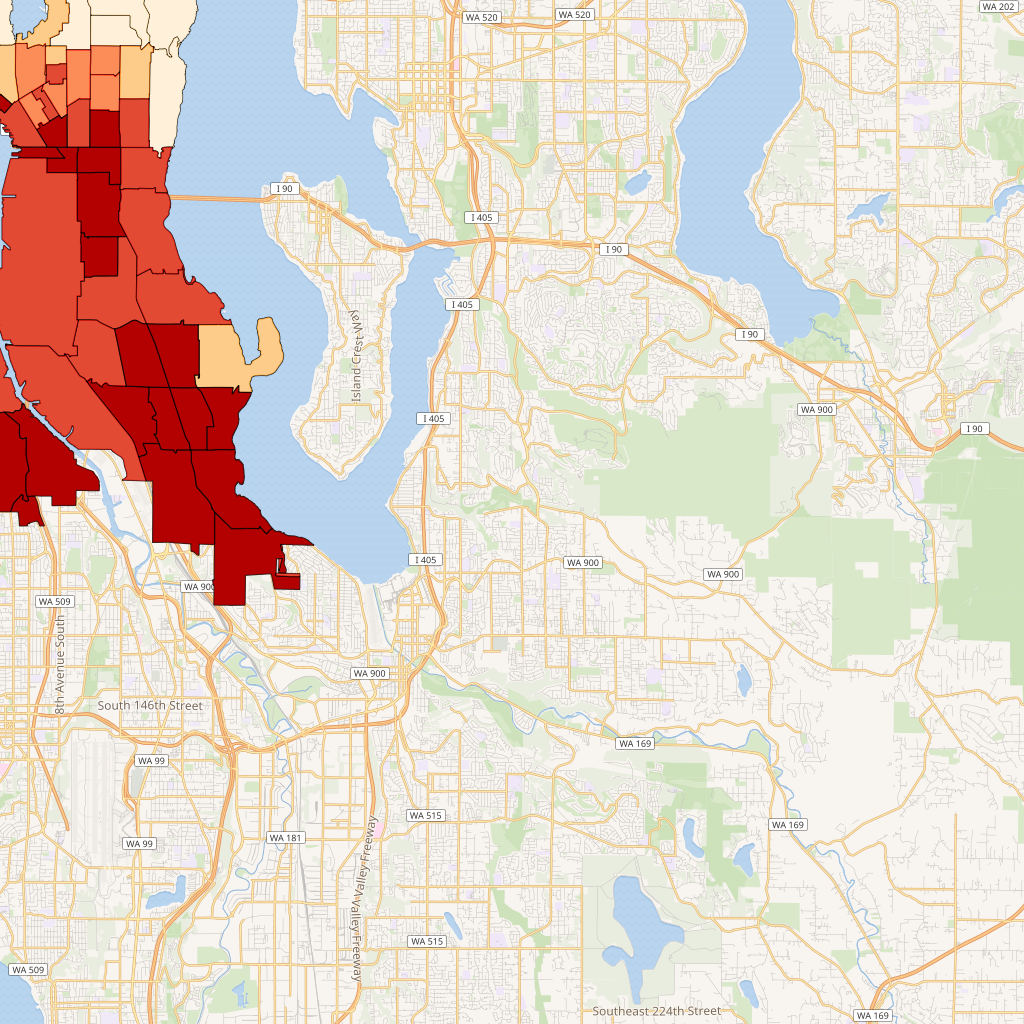 WA 202
WA 520
WA 520
I 90
I 405
I 90
I 405
I 90
Island Crest Way
WA 900
I 405
I 90
I 405
WA 900
WA 900
WA 900
WA 509
8th Avenue South
WA 900
South 146th Street
WA 169
WA 99
WA 515
WA 169
WA 181
WA 99
Valley Freeway
Valley Freeway
WA 515
WA 509
Southeast 224th Street
WA 169